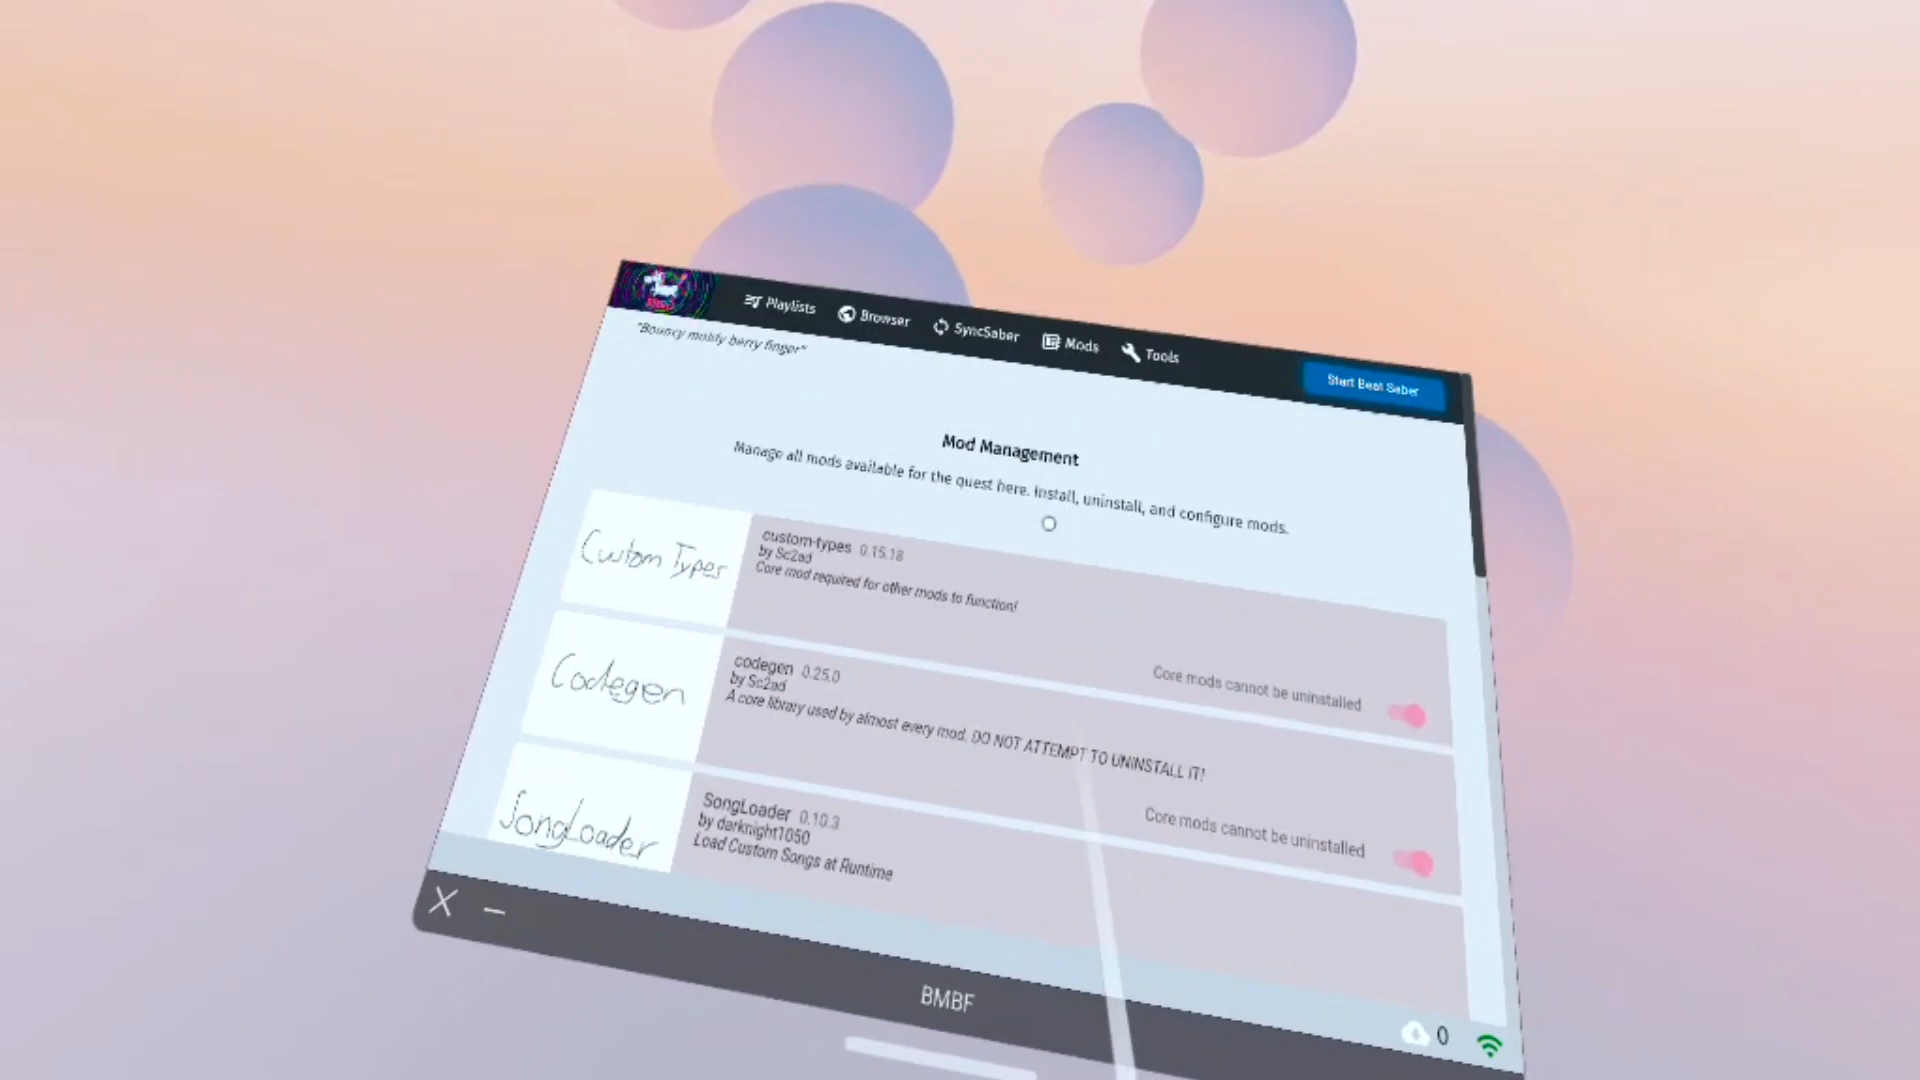 Playlists
Browser
SyncSaber
Mods
Tools
Start Beat Saber
"Bouncy moldy berry finger"
Mod Management
Manage all mods available for the quest here. Install, uninstall, and configure mods.
Custom Types
custom-types 0.15.18
by Sc2ad
Core mod required for other mods to function!
Core mods cannot be uninstalled
Codegen
codegen 0.25.0
by Sc2ad
A core library used by almost every mod. DO NOT ATTEMPT TO UNINSTALL IT!
Core mods cannot be uninstalled
SongLoader
SongLoader 0.10.3
by darknight1050
Load Custom Songs at Runtime
BMBF
0